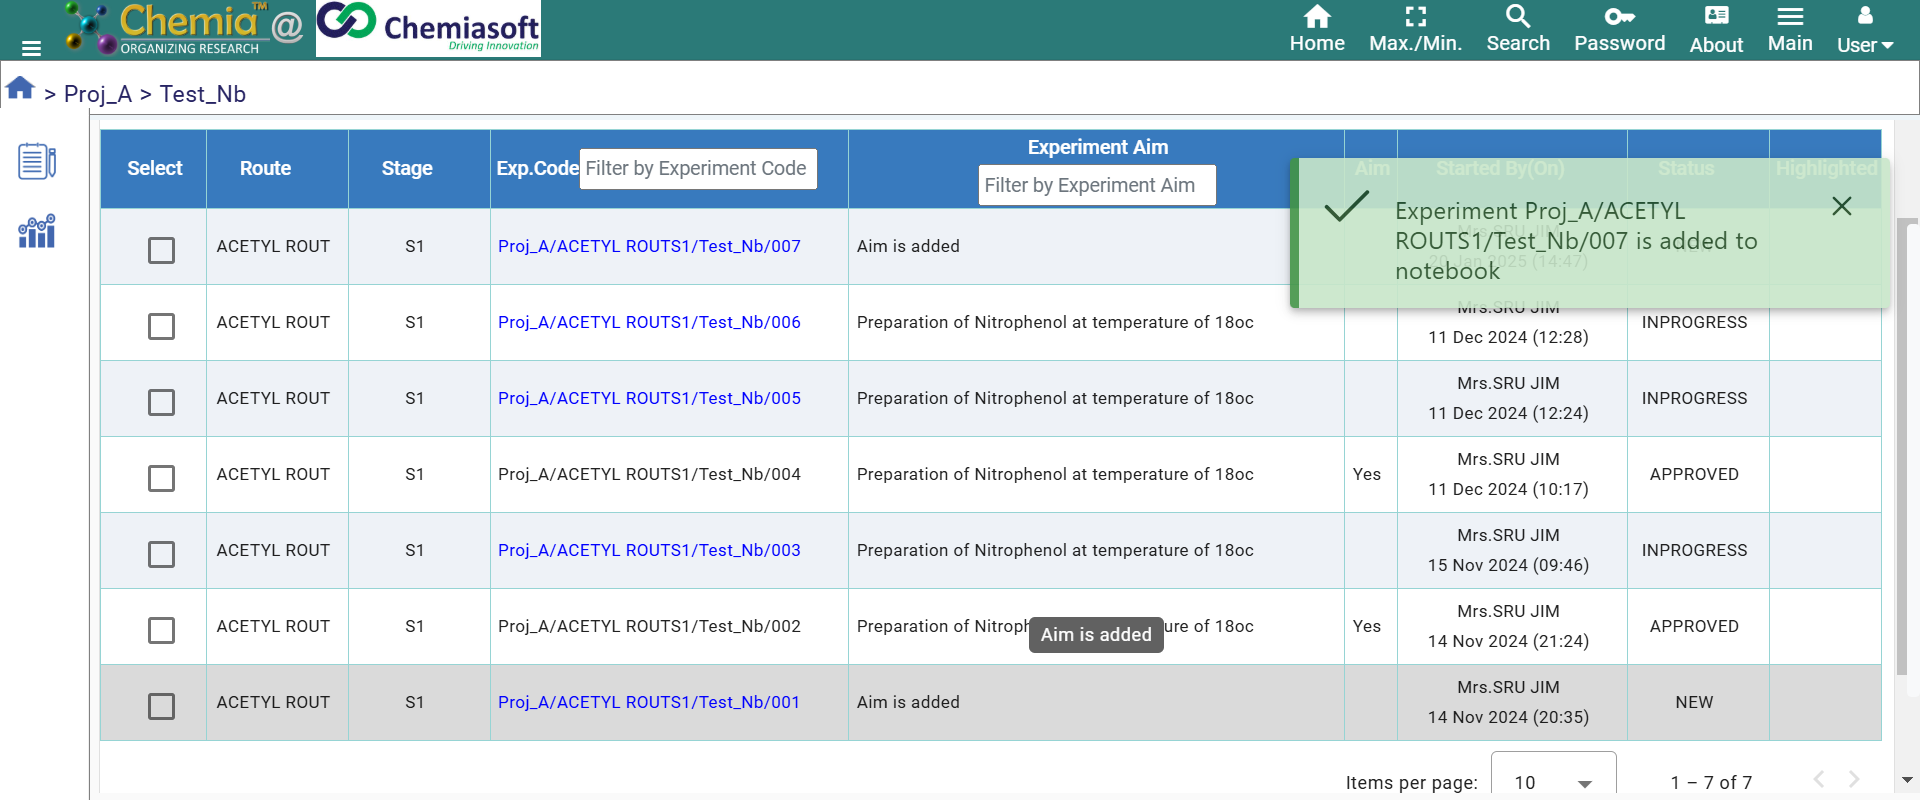 Chemia™ @
ORGANIZING RESEARCH
Chemiasoft
Driving Innovation
Home
Max./Min.
Search
Password
About
Main
User
> Proj_A > Test_Nb
Select
Route
Stage
Exp.Code
Filter by Experiment Code
Experiment Aim
Filter by Experiment Aim
Aim
Started By(On)
Status
Highlighted
Experiment Proj_A/ACETYL
ROUTS1/Test_Nb/007 is added to
notebook
ACETYL ROUT S1 Proj_A/ACETYL ROUTS1/Test_Nb/007 Aim is added
20 Jan 2025 (14:47)
ACETYL ROUT S1 Proj_A/ACETYL ROUTS1/Test_Nb/006 Preparation of Nitrophenol at temperature of 18oc Mrs.SRU JIM INPROGRESS
11 Dec 2024 (12:28)
ACETYL ROUT S1 Proj_A/ACETYL ROUTS1/Test_Nb/005 Preparation of Nitrophenol at temperature of 18oc Mrs.SRU JIM INPROGRESS
11 Dec 2024 (12:24)
ACETYL ROUT S1 Proj_A/ACETYL ROUTS1/Test_Nb/004 Preparation of Nitrophenol at temperature of 18oc Yes Mrs.SRU JIM APPROVED
11 Dec 2024 (10:17)
ACETYL ROUT S1 Proj_A/ACETYL ROUTS1/Test_Nb/003 Preparation of Nitrophenol at temperature of 18oc Mrs.SRU JIM INPROGRESS
15 Nov 2024 (09:46)
ACETYL ROUT S1 Proj_A/ACETYL ROUTS1/Test_Nb/002 Preparation of of 18oc Yes Mrs.SRU JIM APPROVED
14 Nov 2024 (21:24)
Aim is added
ACETYL ROUT S1 Proj_A/ACETYL ROUTS1/Test_Nb/001 Aim is added Mrs.SRU JIM NEW
14 Nov 2024 (20:35)
Items per page: 10 1 – 7 of 7